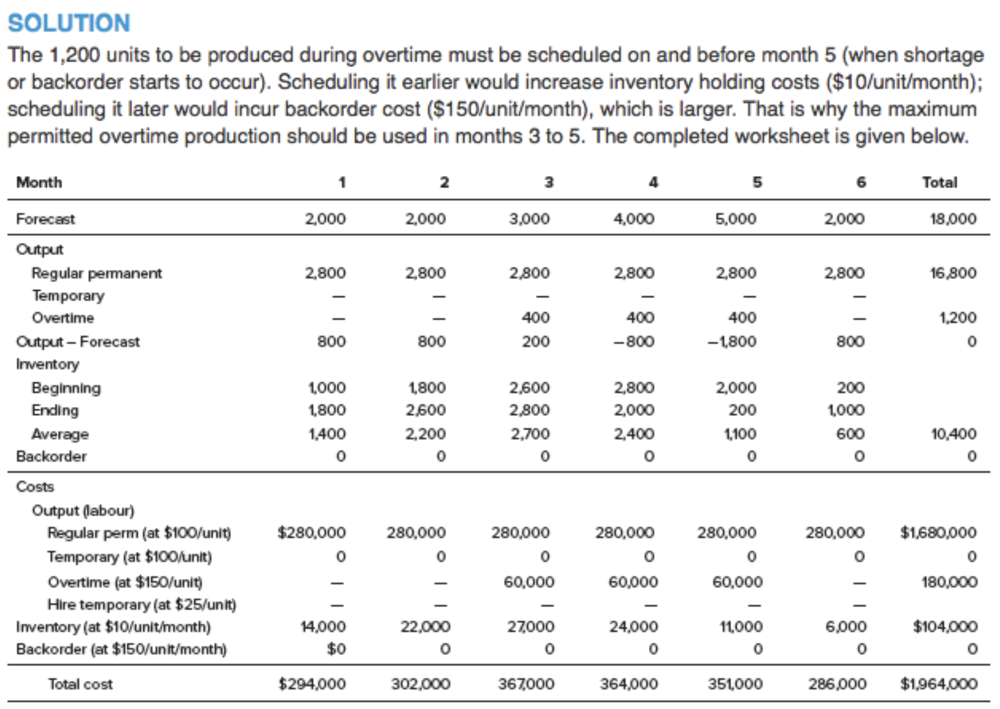 SOLUTION
The 1,200 units to be produced during overtime must be scheduled on and before month 5 (when shortage
or backorder starts to occur). Scheduling it earlier would increase inventory holding costs ($10/unit/month);
scheduling it later would incur backorder cost ($150/unit/month), which is larger. That is why the maximum
permitted overtime production should be used in months 3 to 5. The completed worksheet is given below.
Month 1 2 3 4 5 6 Total
Forecast 2,000 2,000 3,000 4,000 5,000 2,000 18,000
Output
Regular permanent 2,800 2,800 2,800 2,800 2,800 2,800 16,800
Temporary — — — — — —
Overtime — — 400 400 400 — 1,200
Output – Forecast 800 800 200 –800 –1,800 800 0
Inventory
Beginning 1,000 1,800 2,600 2,800 2,000 200
Ending 1,800 2,600 2,800 2,000 200 1,000
Average 1,400 2,200 2,700 2,400 1,100 600 10,400
Backorder 0 0 0 0 0 0 0
Costs
Output (labour)
Regular perm (at $100/unit) $280,000 280,000 280,000 280,000 280,000 280,000 $1,680,000
Temporary (at $100/unit) 0 0 0 0 0 0 0
Overtime (at $150/unit) — — 60,000 60,000 60,000 — 180,000
Hire temporary (at $25/unit) — — — — — —
Inventory (at $10/unit/month) 14,000 22,000 27,000 24,000 11,000 6,000 $104,000
Backorder (at $150/unit/month) $0 0 0 0 0 0 0
Total cost $294,000 302,000 367,000 364,000 351,000 286,000 $1,964,000